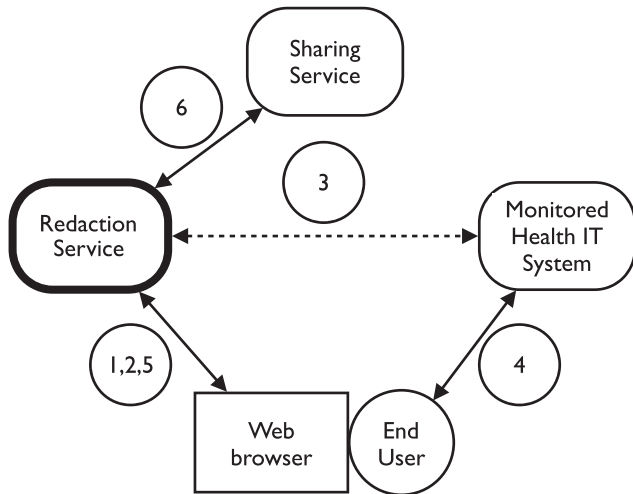 Sharing
Service
6
3
Redaction
Service
Monitored
Health IT
System
1,2,5
4
Web
browser
End
User